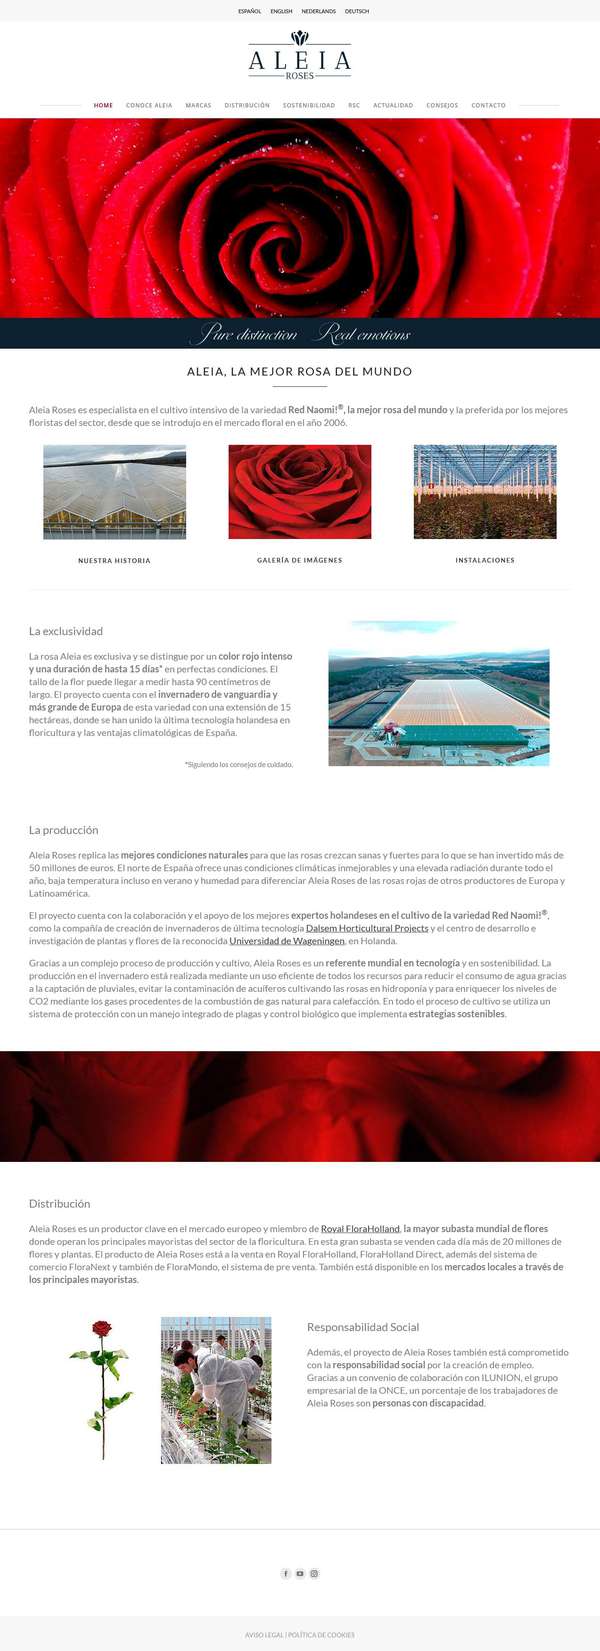 ESPAÑOL ENGLISH NEDERLANDS DEUTSCH
ALEIA
ROSES
HOME CONOCE ALEIA MARCAS DISTRIBUCIÓN SOSTENIBILIDAD RSC ACTUALIDAD CONSEJOS CONTACTO
Pure distinction Real emotions
ALEIA, LA MEJOR ROSA DEL MUNDO
Aleia Roses es especialista en el cultivo intensivo de la variedad Red Naomi!®, la mejor rosa del mundo y la preferida por los mejores
floristas del sector, desde que se introdujo en el mercado floral en el año 2006.
NUESTRA HISTORIA
GALERÍA DE IMÁGENES
INSTALACIONES
La exclusividad
La rosa Aleia es exclusiva y se distingue por un color rojo intenso
y una duración de hasta 15 días* en perfectas condiciones. El
tallo de la flor puede llegar a medir hasta 90 centímetros de
largo. El proyecto cuenta con el invernadero de vanguardia y
más grande de Europa de esta variedad con una extensión de 15
hectáreas, donde se han unido la última tecnología holandesa en
floricultura y las ventajas climatológicas de España.
*Siguiendo los consejos de cuidado.
La producción
Aleia Roses replica las mejores condiciones naturales para que las rosas crezcan sanas y fuertes para lo que se han invertido más de
50 millones de euros. El norte de España ofrece unas condiciones climáticas inmejorables y una elevada radiación durante todo el
año, baja temperatura incluso en verano y humedad para diferenciar Aleia Roses de las rosas rojas de otros productores de Europa y
Latinoamérica.
El proyecto cuenta con la colaboración y el apoyo de los mejores expertos holandeses en el cultivo de la variedad Red Naomi!®,
como la compañía de creación de invernaderos de última tecnología Dalsem Horticultural Projects y el centro de desarrollo e
investigación de plantas y flores de la reconocida Universidad de Wageningen, en Holanda.
Gracias a un complejo proceso de producción y cultivo, Aleia Roses es un referente mundial en tecnología y en sostenibilidad. La
producción en el invernadero está realizada mediante un uso eficiente de todos los recursos para reducir el consumo de agua gracias
a la captación de pluviales, evitar la contaminación de acuíferos cultivando las rosas en hidroponía y para enriquecer los niveles de
CO2 mediante los gases procedentes de la combustión de gas natural para calefacción. En todo el proceso de cultivo se utiliza un
sistema de protección con un manejo integrado de plagas y control biológico que implementa estrategias sostenibles.
Distribución
Aleia Roses es un productor clave en el mercado europeo y miembro de Royal FloraHolland, la mayor subasta mundial de flores
donde operan los principales mayoristas del sector de la floricultura. En esta gran subasta se venden cada día más de 20 millones de
flores y plantas. El producto de Aleia Roses está a la venta en Royal FloraHolland, FloraHolland Direct, además del sistema de
comercio FloraNext y también de FloraMondo, el sistema de pre venta. También está disponible en los mercados locales a través de
los principales mayoristas.
Responsabilidad Social
Además, el proyecto de Aleia Roses también está comprometido
con la responsabilidad social por la creación de empleo.
Gracias a un convenio de colaboración con ILUNION, el grupo
empresarial de la ONCE, un porcentaje de los trabajadores de
Aleia Roses son personas con discapacidad.
AVISO LEGAL | POLÍTICA DE COOKIES